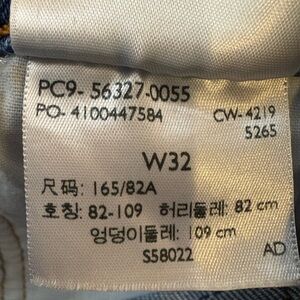 PC9- 56327-0055
PO- 4100447584 CW- 4219
5265
W32
尺码: 165/82A
호칭: 82-109 허리둘레: 82 cm
엉덩이둘레: 109 cm
S58022 AD